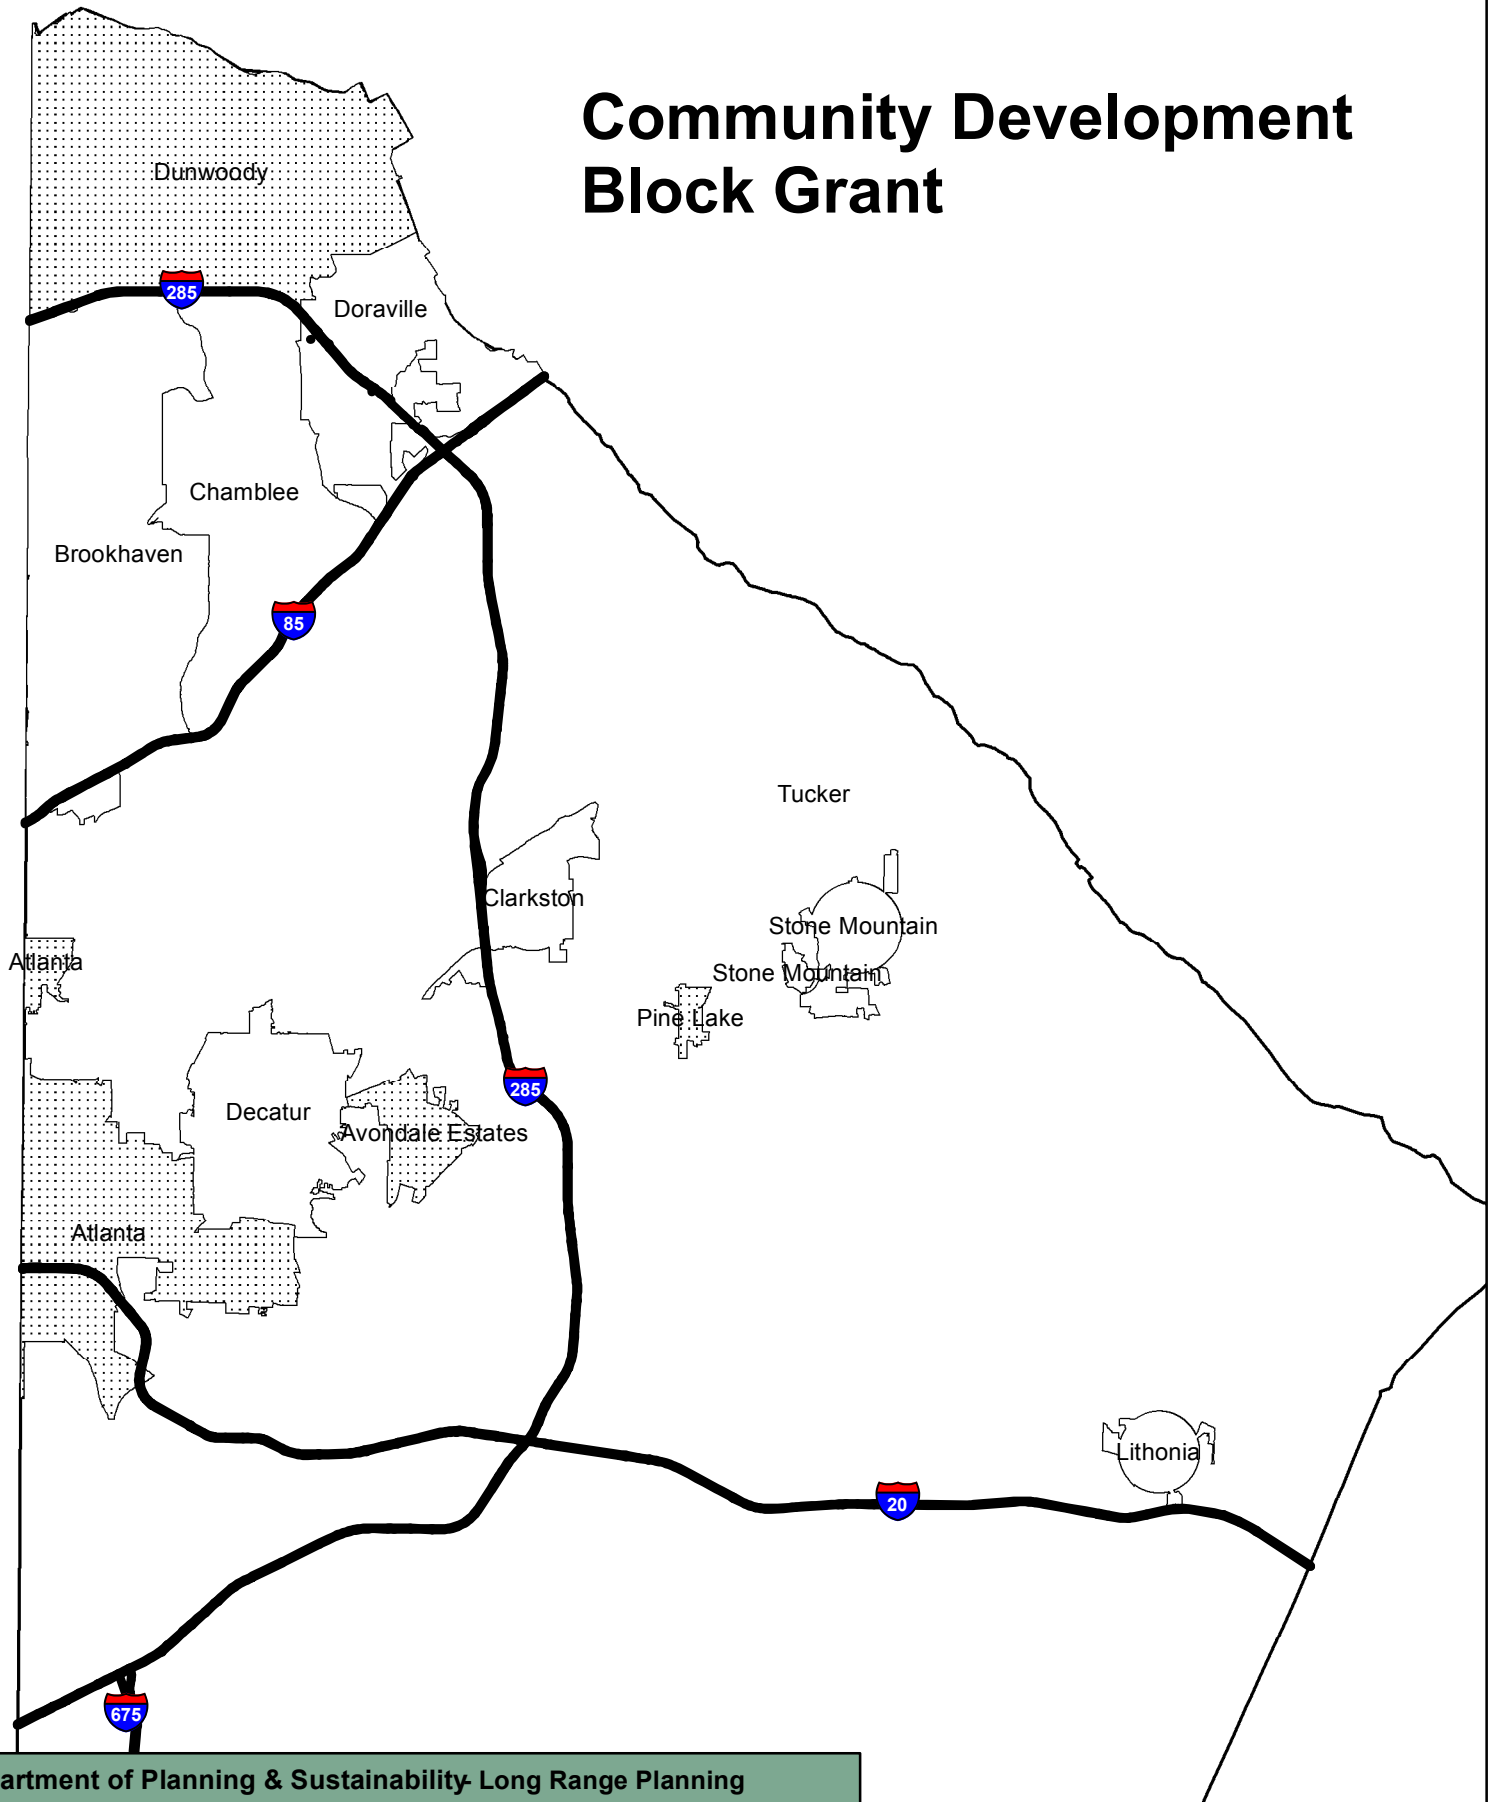 Community Development
Block Grant
Dunwoody
285
Doraville
Chamblee
Brookhaven
85
Tucker
Clarkston
Stone Mountain
Atlanta
Stone Mountain
Pine Lake
285
Decatur
Avondale Estates
Atlanta
Lithonia
20
675
artment of Planning & Sustainability- Long Range Planning